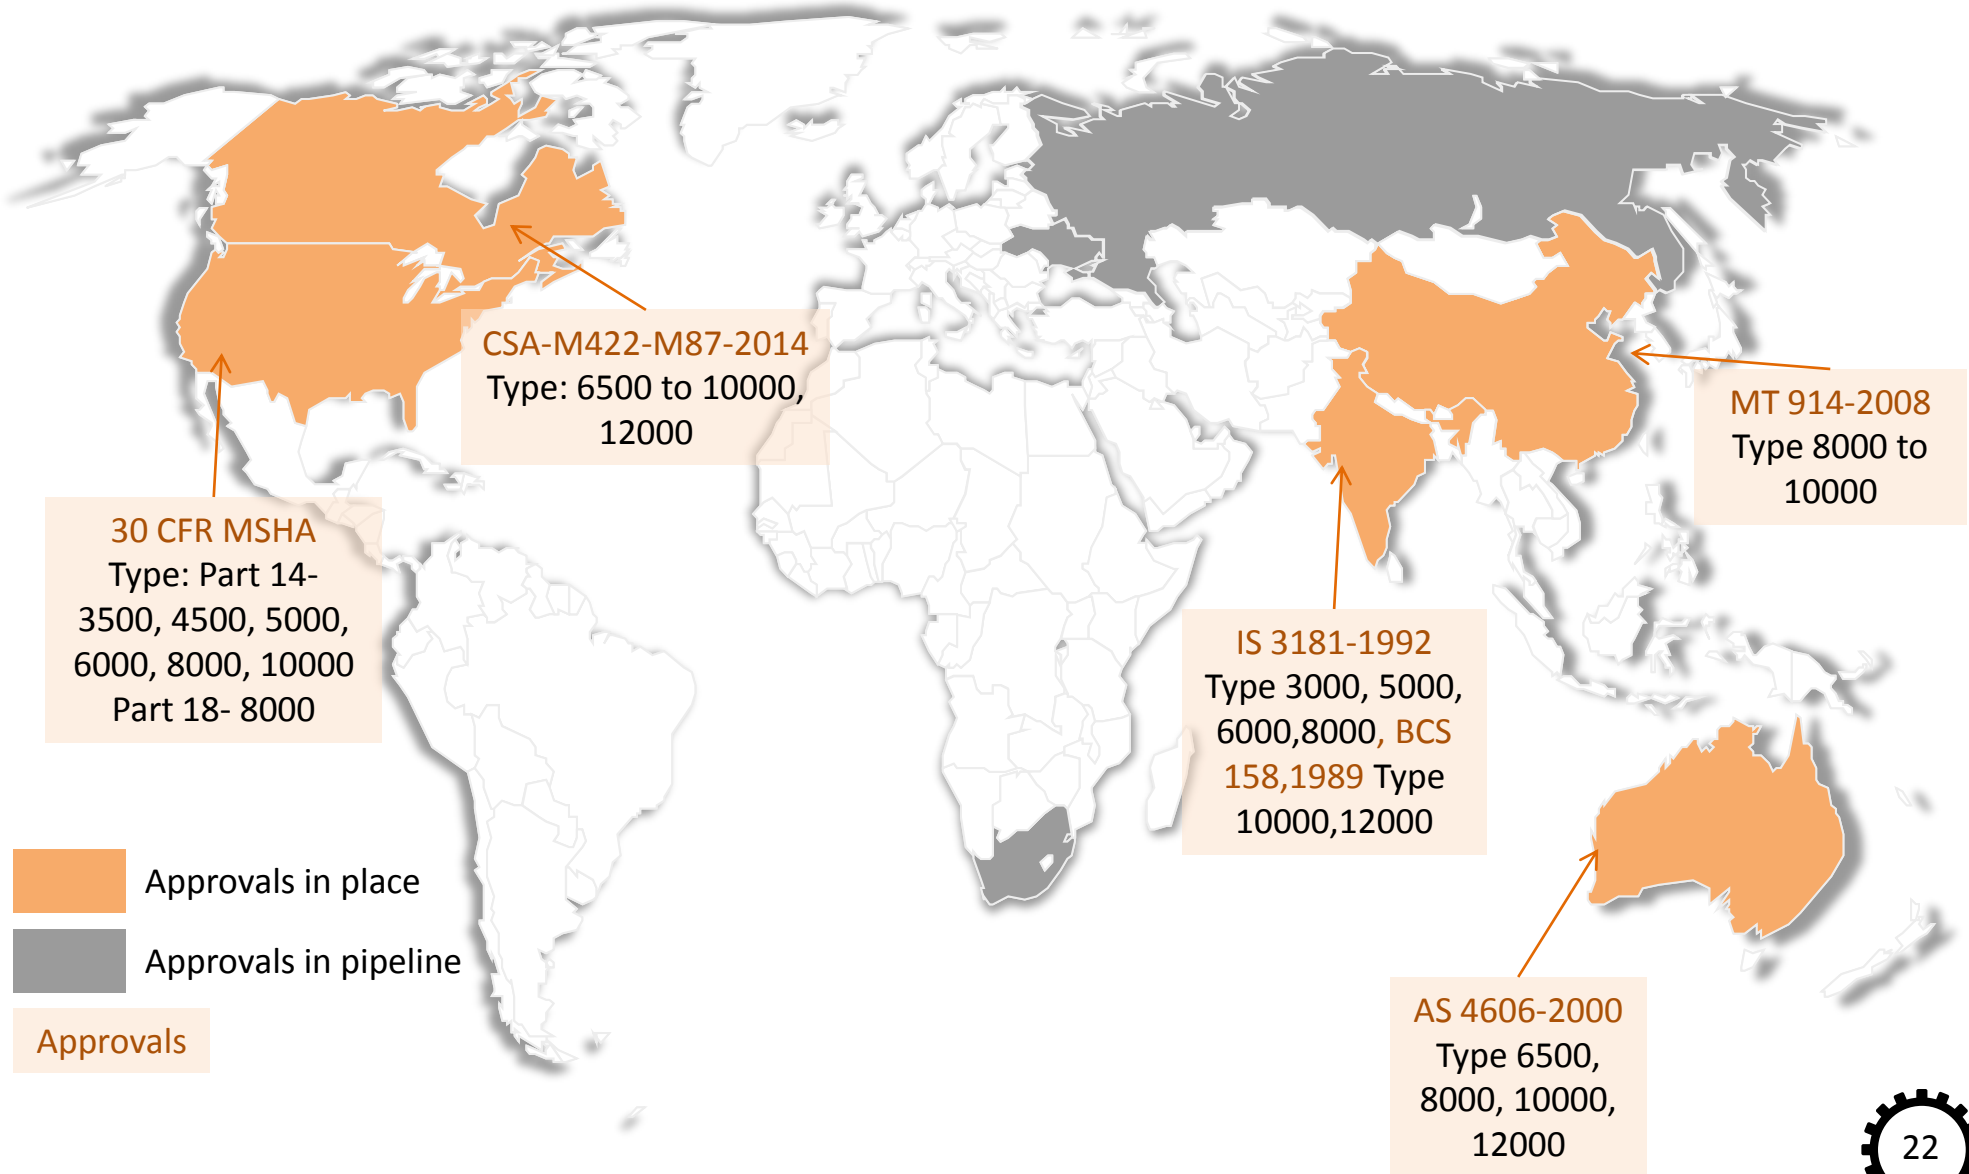 CSA-M422-M87-2014
Type: 6500 to 10000,
12000
MT 914-2008
Type 8000 to
10000
30 CFR MSHA
Type: Part 14-
3500, 4500, 5000,
6000, 8000, 10000
Part 18- 8000
IS 3181-1992
Type 3000, 5000,
6000,8000, BCS
158,1989 Type
10000,12000
Approvals in place
Approvals in pipeline
Approvals
AS 4606-2000
Type 6500,
8000, 10000,
12000
22